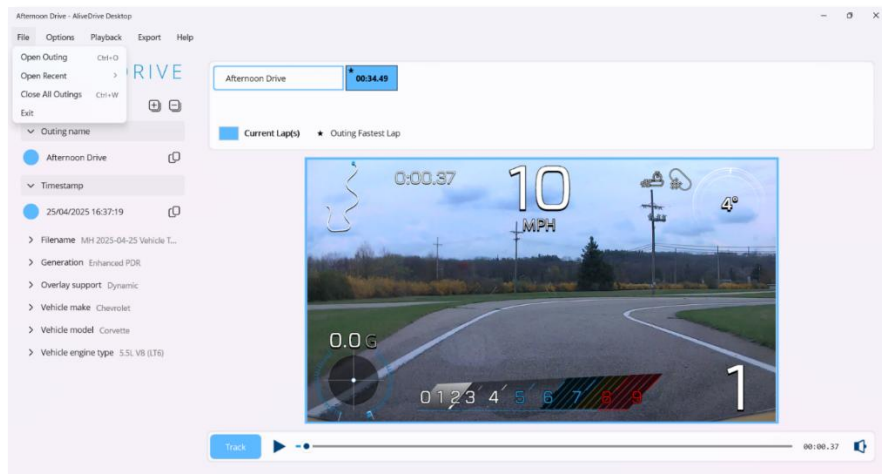 Afternoon Drive - AliveDrive Desktop
File Options Playback Export Help
Open Outing Ctrl+O
Open Recent
Close All Outings Ctrl+W
Exit
RIVE
Outing name
Afternoon Drive
Timestamp
25/04/2025 16:37:19
Filename MH 2025-04-25 Vehicle T...
Generation Enhanced PDR
Overlay support Dynamic
Vehicle make Chevrolet
Vehicle model Corvette
Vehicle engine type 5.5L V8 (LT6)
Afternoon Drive 00:34.49
Current Lap(s) ★ Outing Fastest Lap
0:00.37
10
MPH
4°
0.0 G
0 1 2 3 4 5 6 7 8 9
1
Track
00:00.37